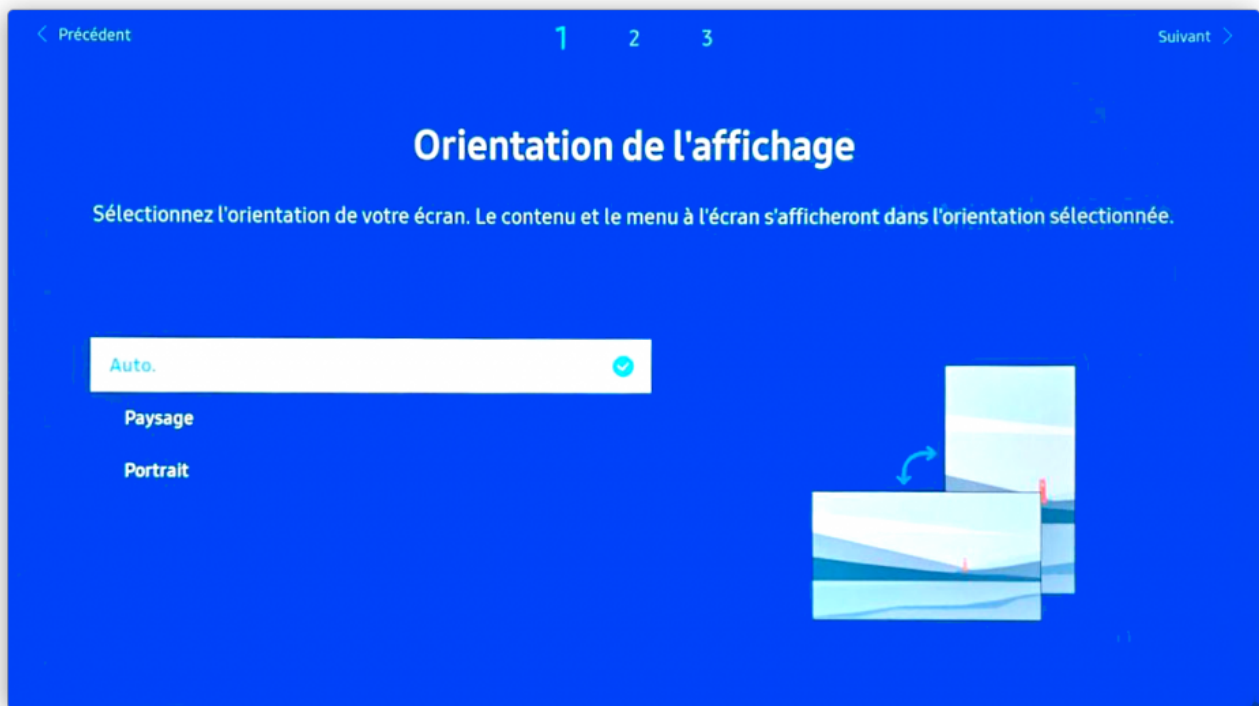 Précédent
1 2 3
Suivant
Orientation de l'affichage
Sélectionnez l'orientation de votre écran. Le contenu et le menu à l'écran s'afficheront dans l'orientation sélectionnée.
Auto.
Paysage
Portrait